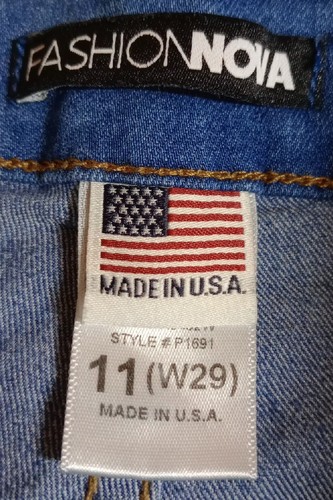 FASHIONNOVA
MADE IN U.S.A.
STYLE # P1691
11 (W29)
MADE IN U.S.A.